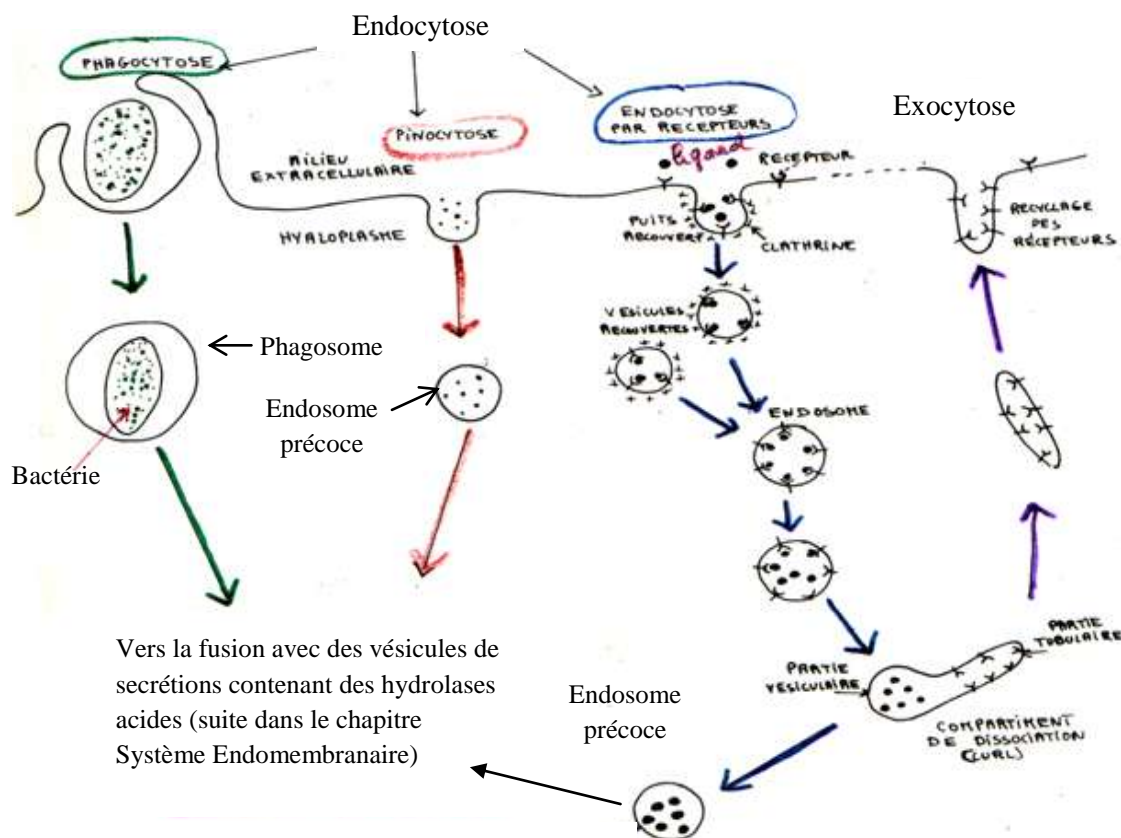 Endocytose
PHAGOCYTOSE
PINOCYTOSE
ENDOCYTOSE
PAR RECEPTEURS
Exocytose
ligand
RECEPTEUR
MILIEU
EXTRACELLULAIRE
HYALOPLASME
PUITS
RECOUVERT
CLATHRINE
RECYCLAGE
DES
RÉCEPTEURS
VESICULES
RECOUVERTES
Phagosome
Endosome
précoce
ENDOSOME
Bactérie
Vers la fusion avec des vésicules de
secrétions contenant des hydrolases
acides (suite dans le chapitre
Système Endomembranaire)
PARTIE
TUBULAIRE
PARTIE
VESICULAIRE
COMPARTIMENT
DE DISSOCIATION
(CURL)
Endosome
précoce